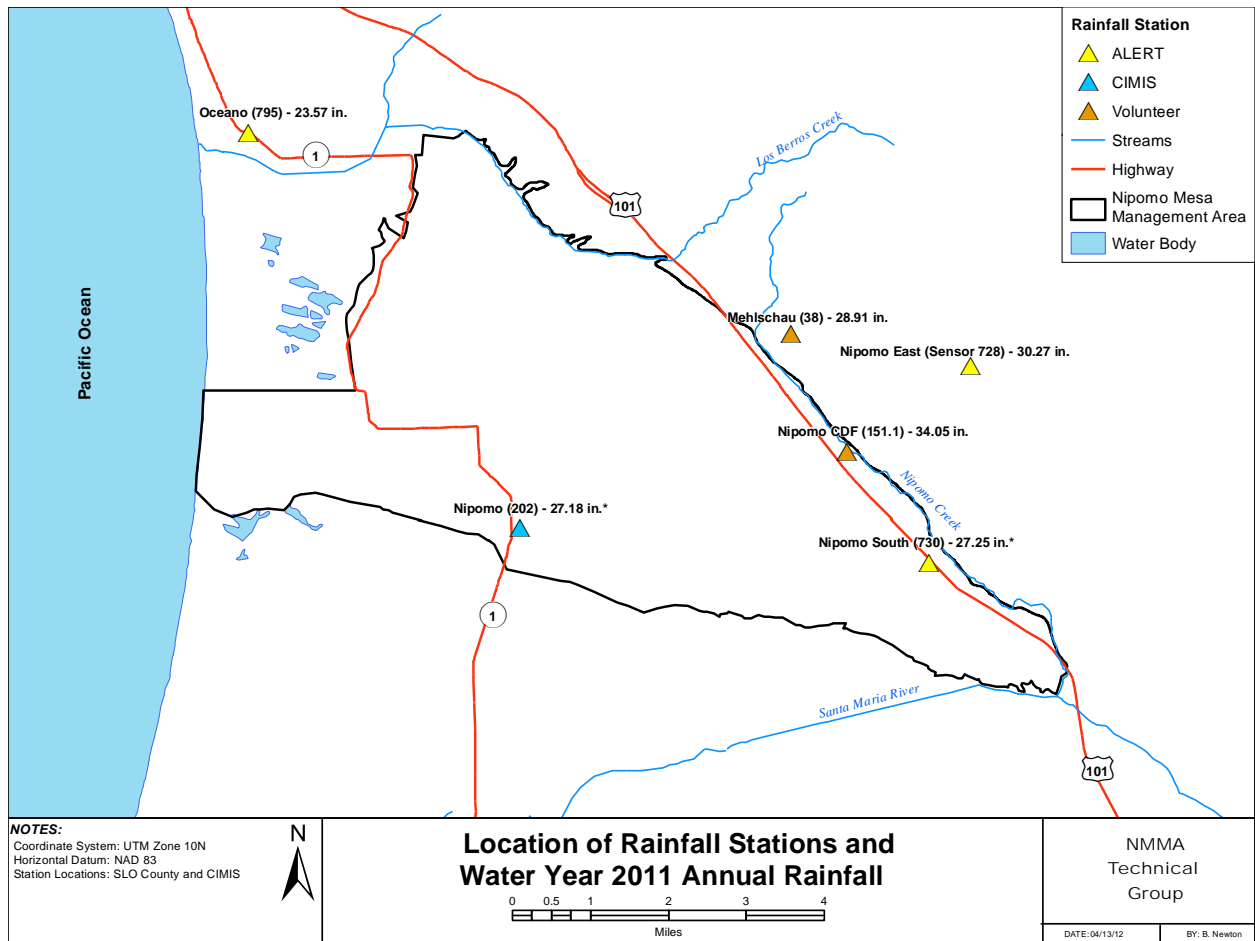 Rainfall Station
ALERT
CIMIS
Volunteer
Streams
Highway
Nipomo Mesa
Management Area
Water Body
Oceano (795) - 23.57 in.
1
101
Los Berros Creek
Pacific Ocean
Mehlschau (38) - 28.91 in.
Nipomo East (Sensor 728) - 30.27 in.
Nipomo CDF (151.1) - 34.05 in.
Nipomo Creek
Nipomo (202) - 27.18 in.*
Nipomo South (730) - 27.25 in.*
1
Santa Maria River
101
NOTES:
Coordinate System: UTM Zone 10N
Horizontal Datum: NAD 83
Station Locations: SLO County and CIMIS
N
Location of Rainfall Stations and
Water Year 2011 Annual Rainfall
0 0.5 1 2 3 4
Miles
NMMA
Technical
Group
DATE:04/13/12 BY: B. Newton